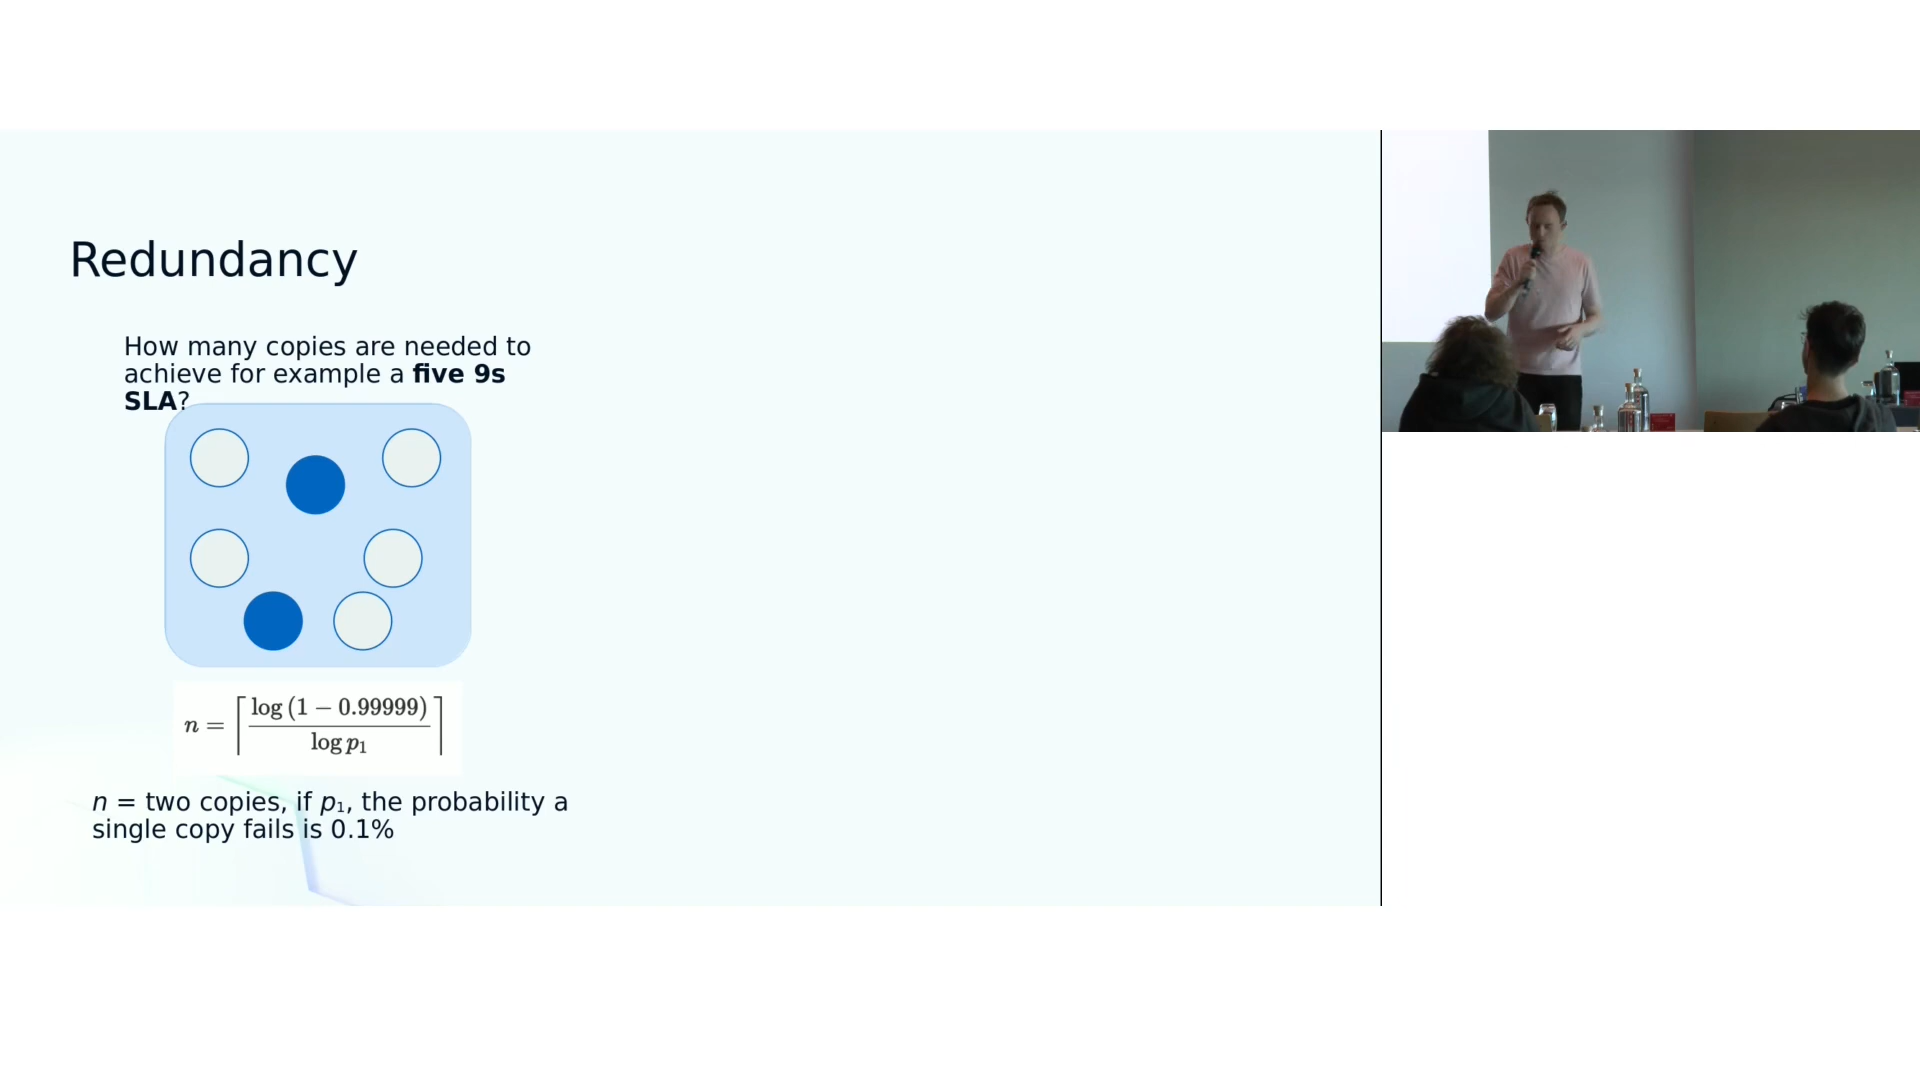 Redundancy
How many copies are needed to
achieve for example a five 9s
SLA?
n = ⌈ log (1 − 0.99999) / log p₁ ⌉
n = two copies, if p₁, the probability a
single copy fails is 0.1%